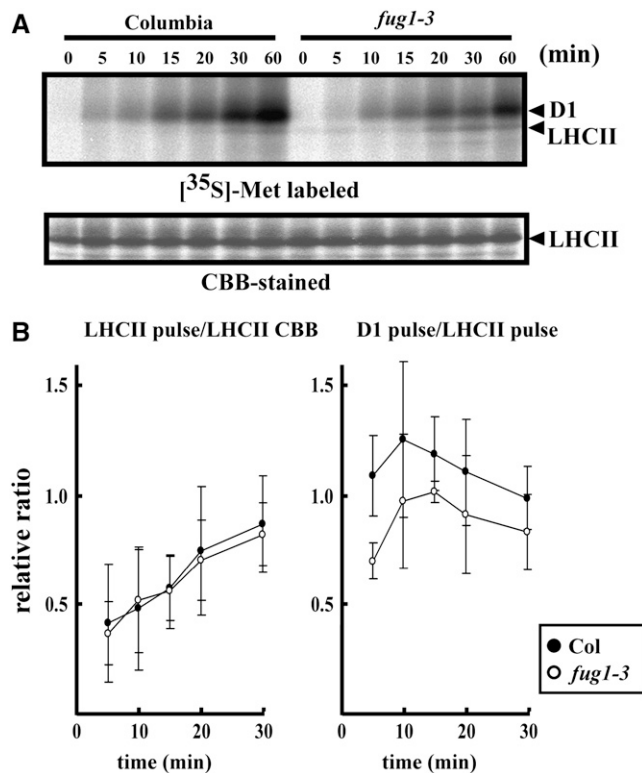 A
Columbia fug1-3
0 5 10 15 20 30 60 0 5 10 15 20 30 60 (min)
D1
LHCII
[35S]-Met labeled
LHCII
CBB-stained
B
LHCII pulse/LHCII CBB D1 pulse/LHCII pulse
relative ratio
1.5 1.5
1.0 1.0
0.5 0.5
0 10 20 30 0 10 20 30
time (min) time (min)
Col
fug1-3